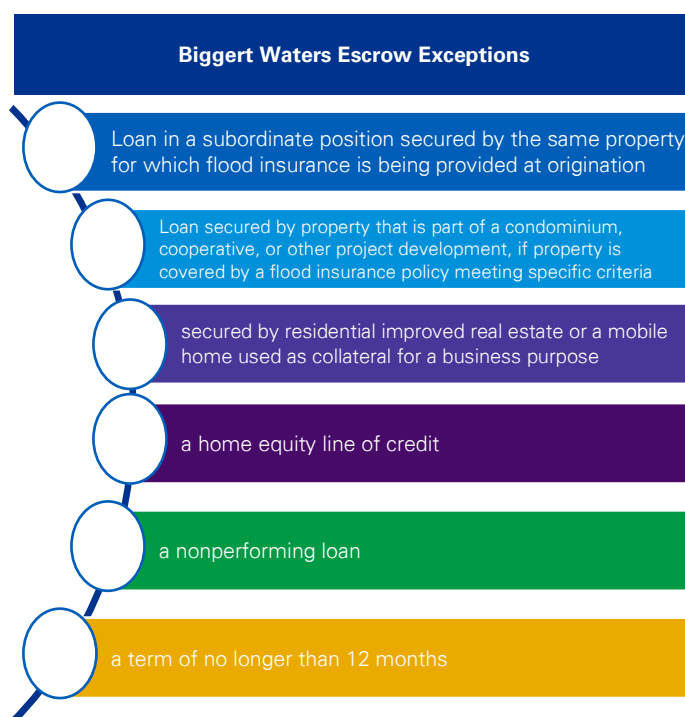 Biggert Waters Escrow Exceptions
Loan in a subordinate position secured by the same property
for which flood insurance is being provided at origination
Loan secured by property that is part of a condominium,
cooperative, or other project development, if property is
covered by a flood insurance policy meeting specific criteria
secured by residential improved real estate or a mobile
home used as collateral for a business purpose
a home equity line of credit
a nonperforming loan
a term of no longer than 12 months